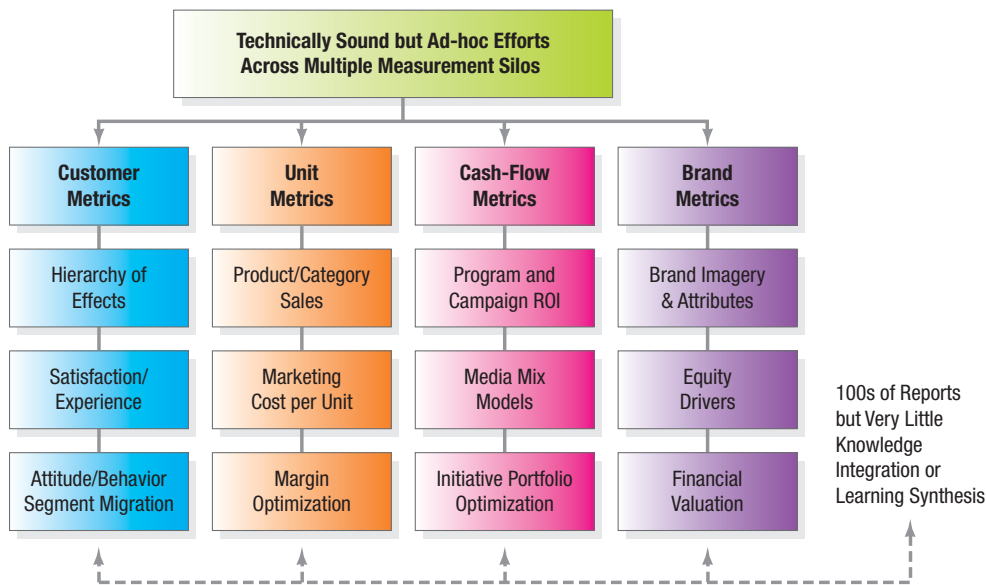 Technically Sound but Ad-hoc Efforts
Across Multiple Measurement Silos
Customer
Metrics
Hierarchy of
Effects
Satisfaction/
Experience
Attitude/Behavior
Segment Migration
Unit
Metrics
Product/Category
Sales
Marketing
Cost per Unit
Margin
Optimization
Cash-Flow
Metrics
Program and
Campaign ROI
Media Mix
Models
Initiative Portfolio
Optimization
Brand
Metrics
Brand Imagery
& Attributes
Equity
Drivers
Financial
Valuation
100s of Reports
but Very Little
Knowledge
Integration or
Learning Synthesis